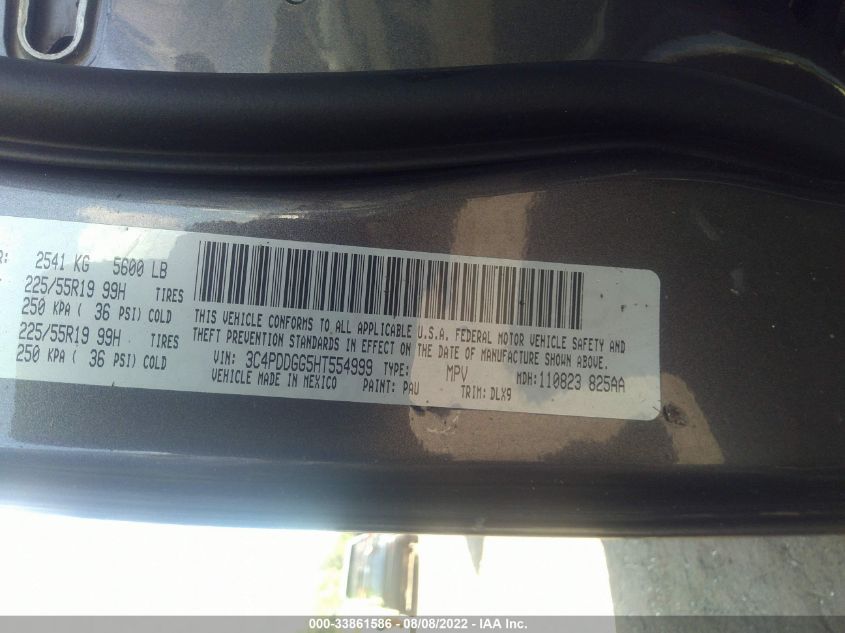 R: 2541 KG 5600 LB
225/55R19 99H TIRES
250 KPA ( 36 PSI) COLD
225/55R19 99H TIRES
250 KPA ( 36 PSI) COLD
THIS VEHICLE CONFORMS TO ALL APPLICABLE U.S.A. FEDERAL MOTOR VEHICLE SAFETY AND
THEFT PREVENTION STANDARDS IN EFFECT ON THE DATE OF MANUFACTURE SHOWN ABOVE.
VIN: 3C4PDDGG5HT554999 TYPE: MPV MDH:110823 825AA
VEHICLE MADE IN MEXICO PAINT: PAU TRIM: DLX9
000-33861586 - 08/08/2022 - IAA Inc.